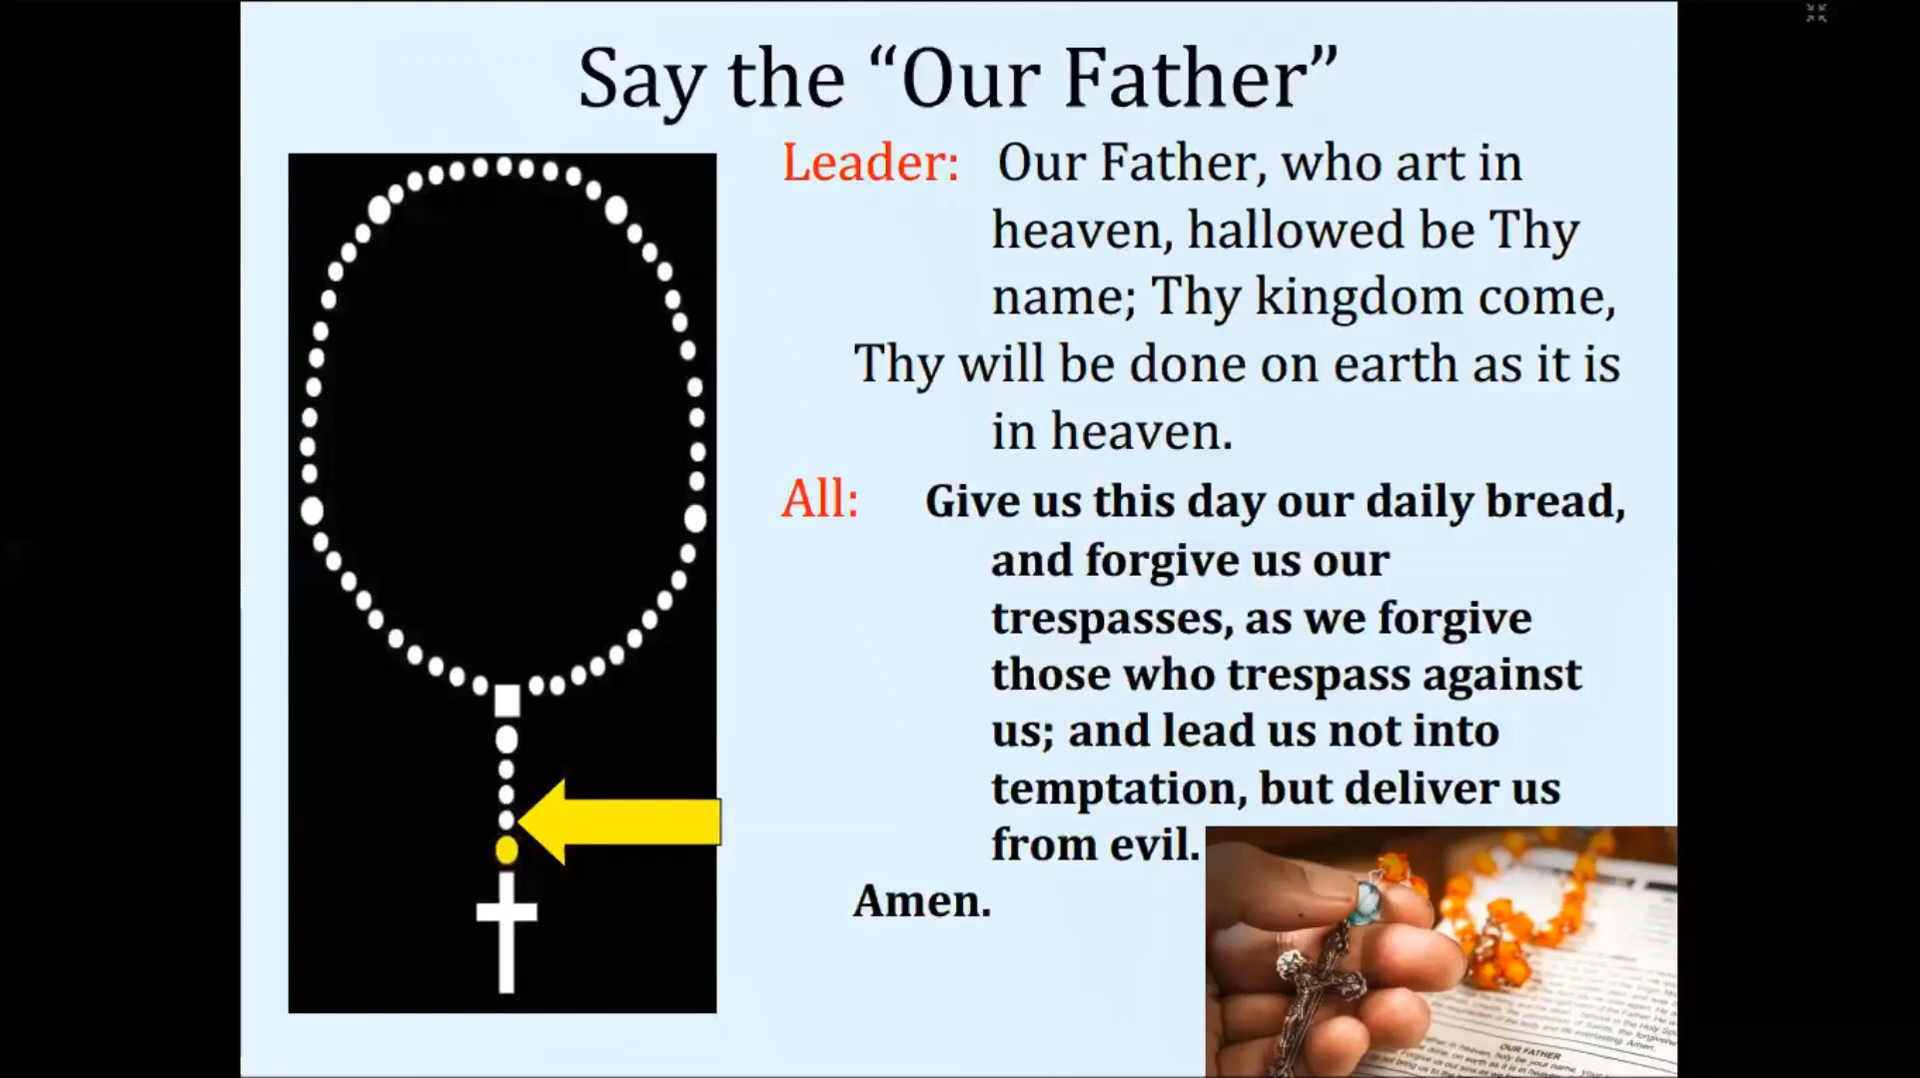 Say the “Our Father”
Leader: Our Father, who art in
heaven, hallowed be Thy
name; Thy kingdom come,
Thy will be done on earth as it is
in heaven.
All: Give us this day our daily bread,
and forgive us our
trespasses, as we forgive
those who trespass against
us; and lead us not into
temptation, but deliver us
from evil.
Amen.
OUR FATHER